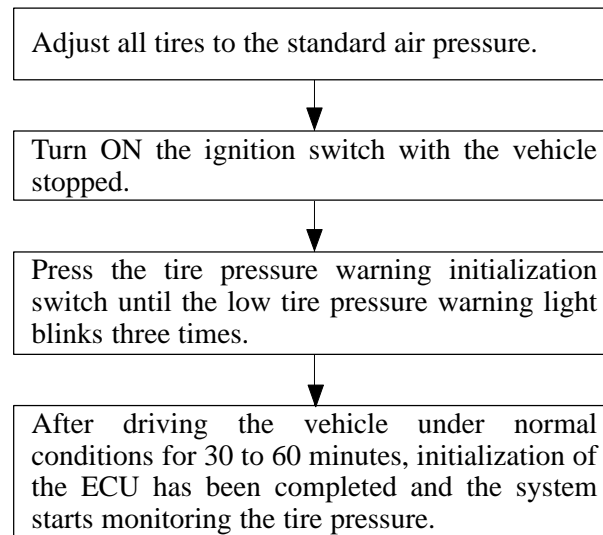 Adjust all tires to the standard air pressure.
Turn ON the ignition switch with the vehicle
stopped.
Press the tire pressure warning initialization
switch until the low tire pressure warning light
blinks three times.
After driving the vehicle under normal
conditions for 30 to 60 minutes, initialization of
the ECU has been completed and the system
starts monitoring the tire pressure.